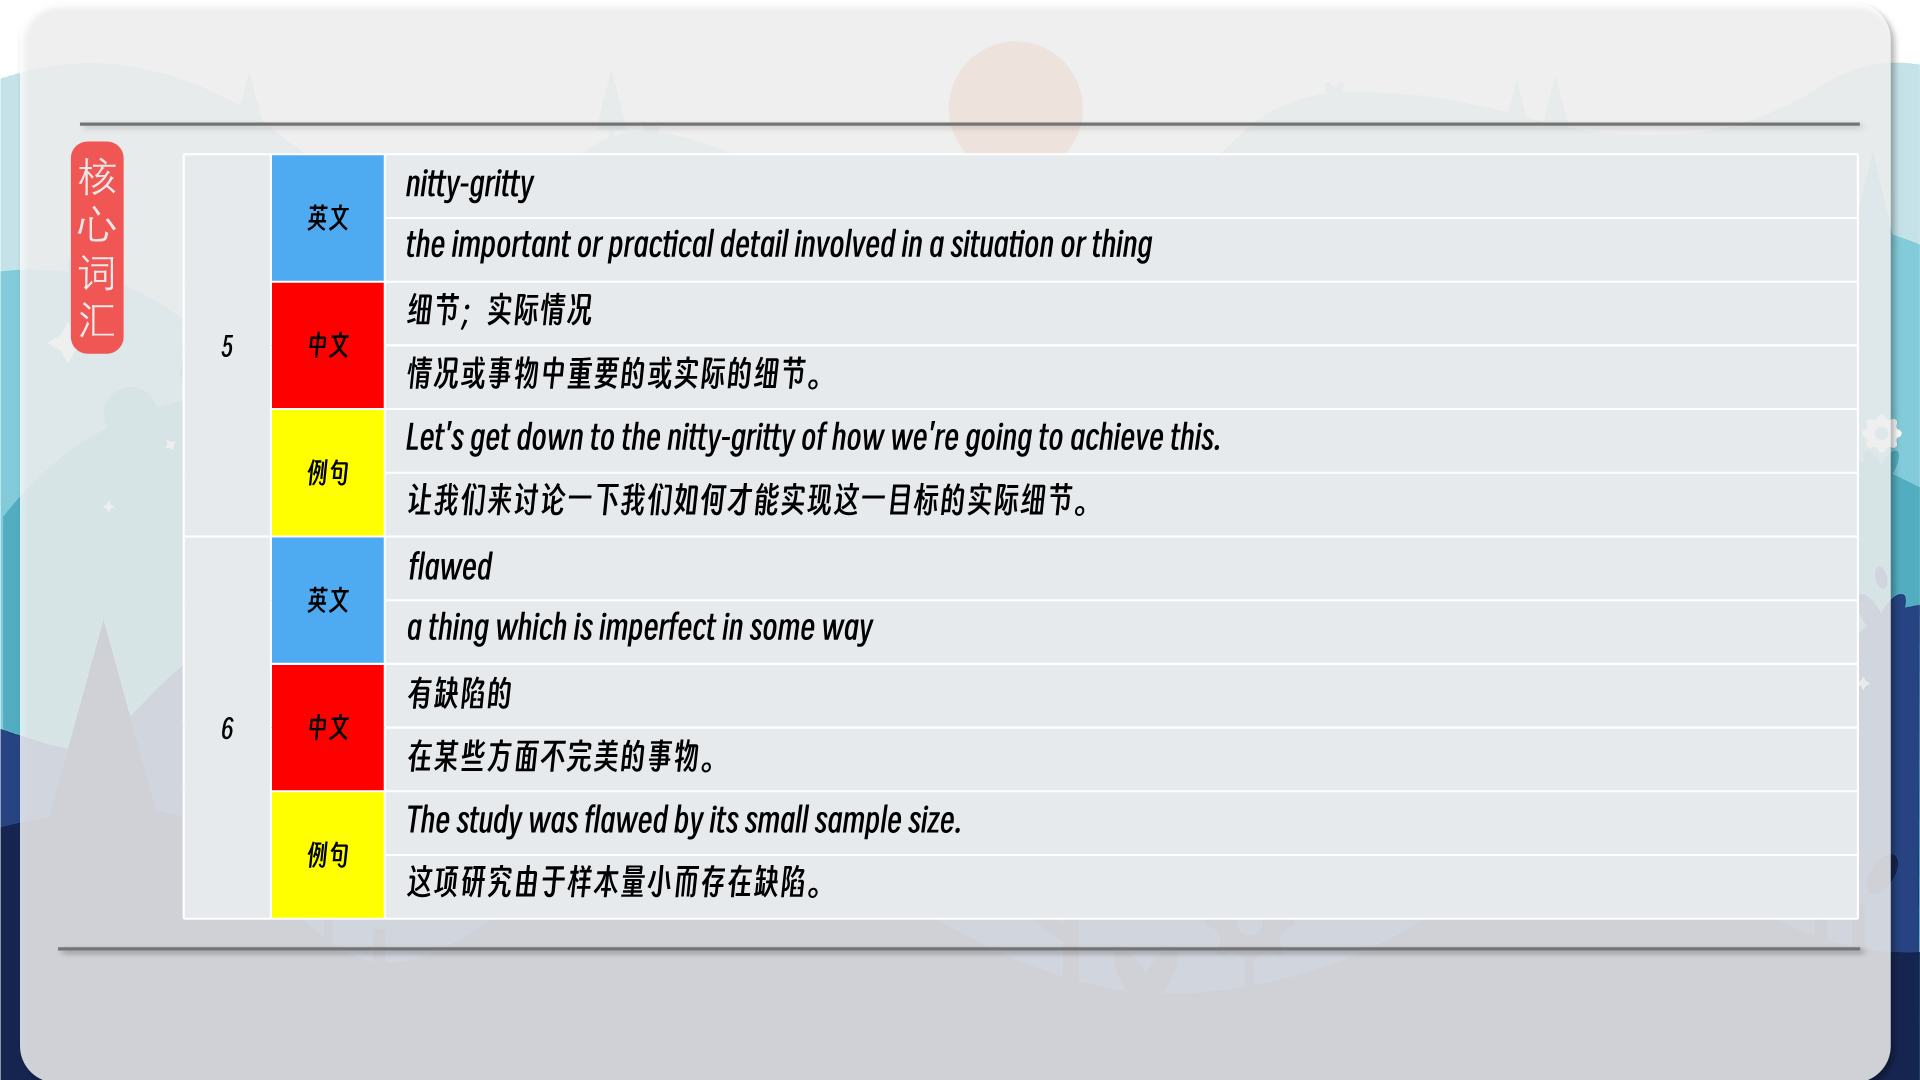 核心词汇
5
英文
nitty-gritty
the important or practical detail involved in a situation or thing
中文
细节；实际情况
情况或事物中重要的或实际的细节。
例句
Let's get down to the nitty-gritty of how we're going to achieve this.
让我们来讨论一下我们如何才能实现这一目标的实际细节。
6
英文
flawed
a thing which is imperfect in some way
中文
有缺陷的
在某些方面不完美的事物。
例句
The study was flawed by its small sample size.
这项研究由于样本量小而存在缺陷。